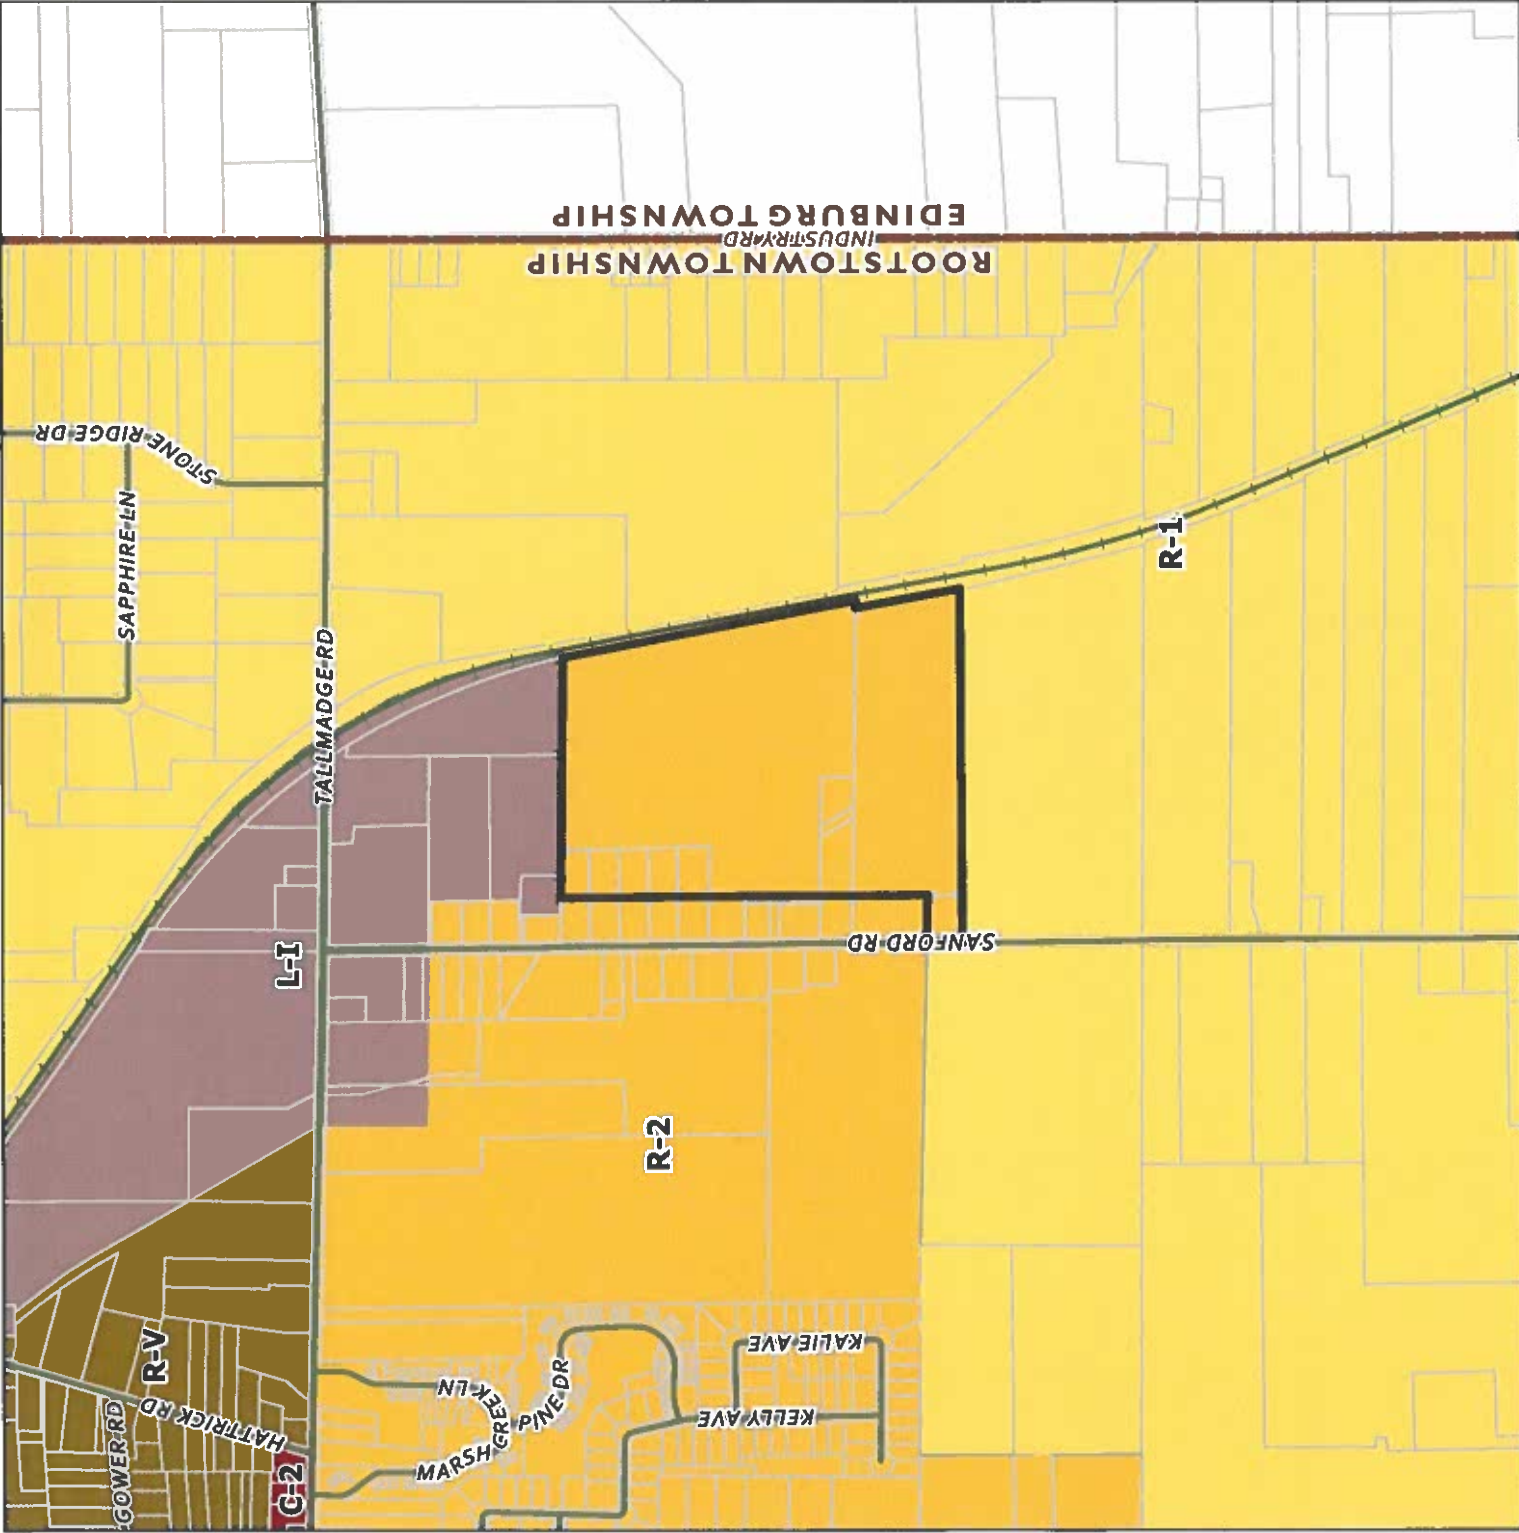 EDINBURG TOWNSHIP
INDUSTRY RD
ROOTSTOWN TOWNSHIP
STONE RIDGE DR
SAPPHIRE LN
TALLMADGE RD
R-1
SANFORD RD
L-I
R-2
R-V
HATTRICK RD
GOWER RD
C-2
MARSH CREEK LN
PINE DR
KALIE AVE
KELLY AVE